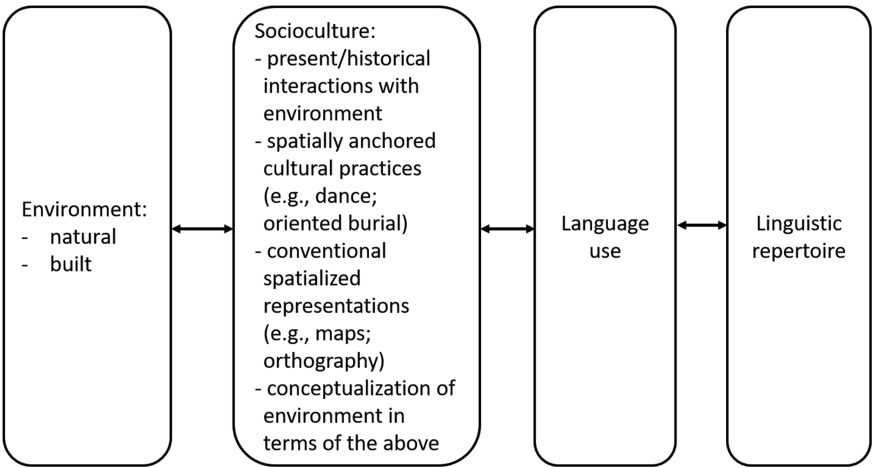 Environment:
- natural
- built
Socioculture:
- present/historical
interactions with
environment
- spatially anchored
cultural practices
(e.g., dance;
oriented burial)
- conventional
spatialized
representations
(e.g., maps;
orthography)
- conceptualization of
environment in
terms of the above
Language
use
Linguistic
repertoire